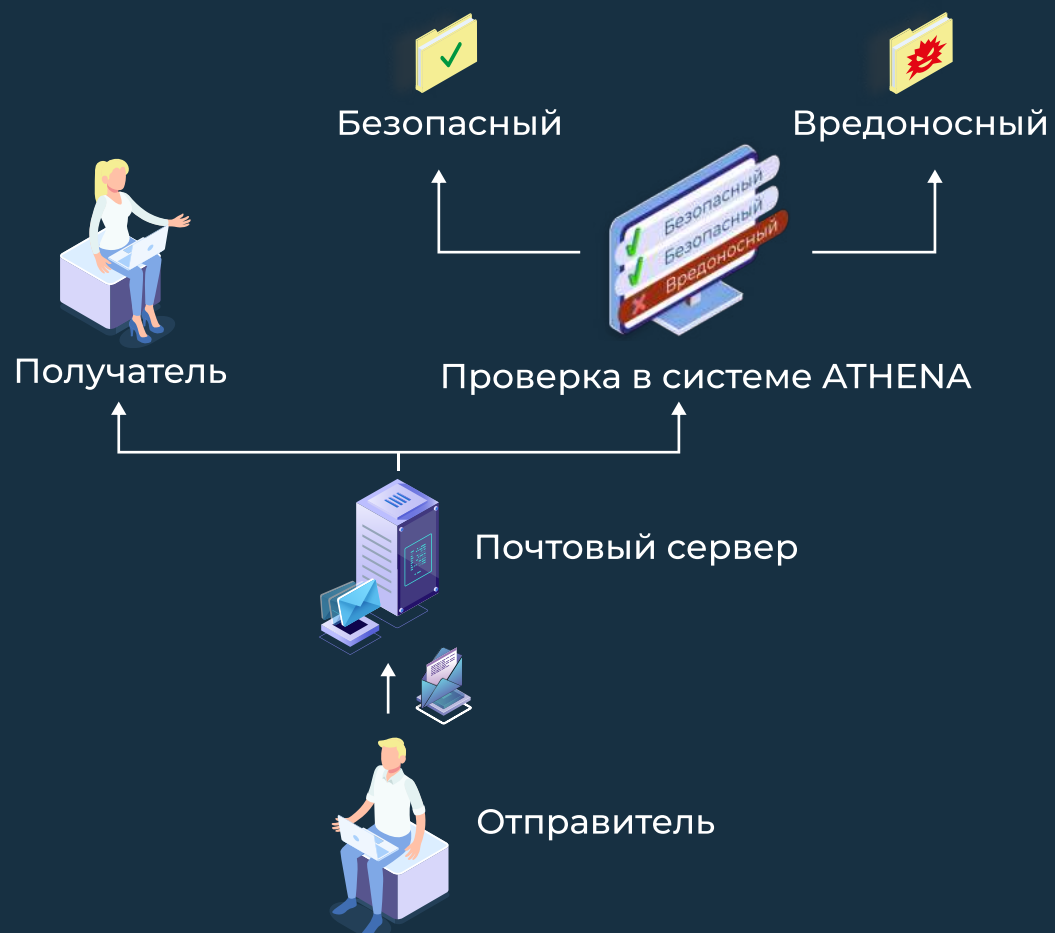 Безопасный
Вредоносный
Безопасный
Безопасный
Вредоносный
Получатель
Проверка в системе ATHENA
Почтовый сервер
Отправитель